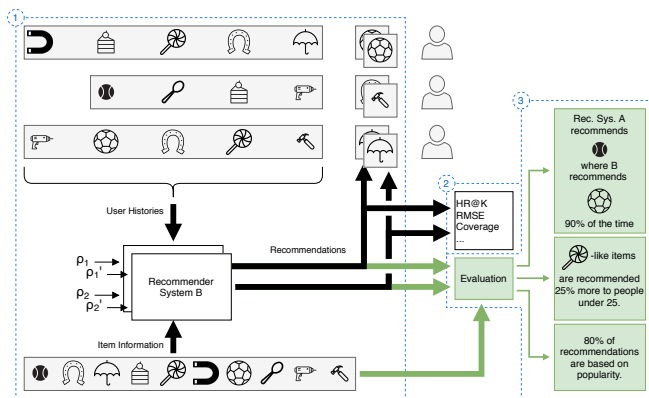 1
3
Rec. Sys. A
recommends
where B
recommends
90% of the time
2
HR@K
RMSE
Coverage
...
User Histories
Recommendations
ρ1
ρ1'
ρ2
ρ2'
Recommender
System B
Evaluation
-like items
are recommended
25% more to people
under 25.
Item Information
80% of
recommendations
are based on
popularity.